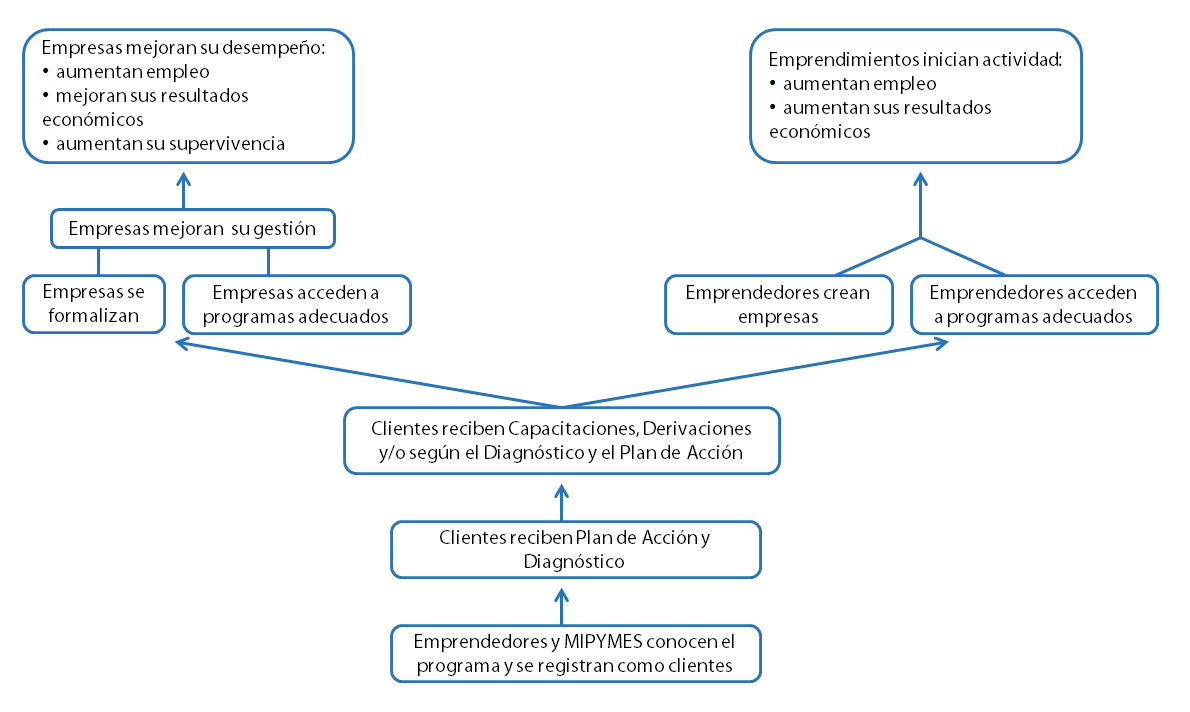 Empresas mejoran su desempeño:
• aumentan empleo
• mejoran sus resultados
económicos
• aumentan su supervivencia
Emprendimientos inician actividad:
• aumentan empleo
• aumentan sus resultados
económicos
Empresas mejoran su gestión
Empresas se
formalizan
Empresas acceden a
programas adecuados
Emprendedores crean
empresas
Emprendedores acceden
a programas adecuados
Clientes reciben Capacitaciones, Derivaciones
y/o según el Diagnóstico y el Plan de Acción
Clientes reciben Plan de Acción y
Diagnóstico
Emprendedores y MIPYMES conocen el
programa y se registran como clientes